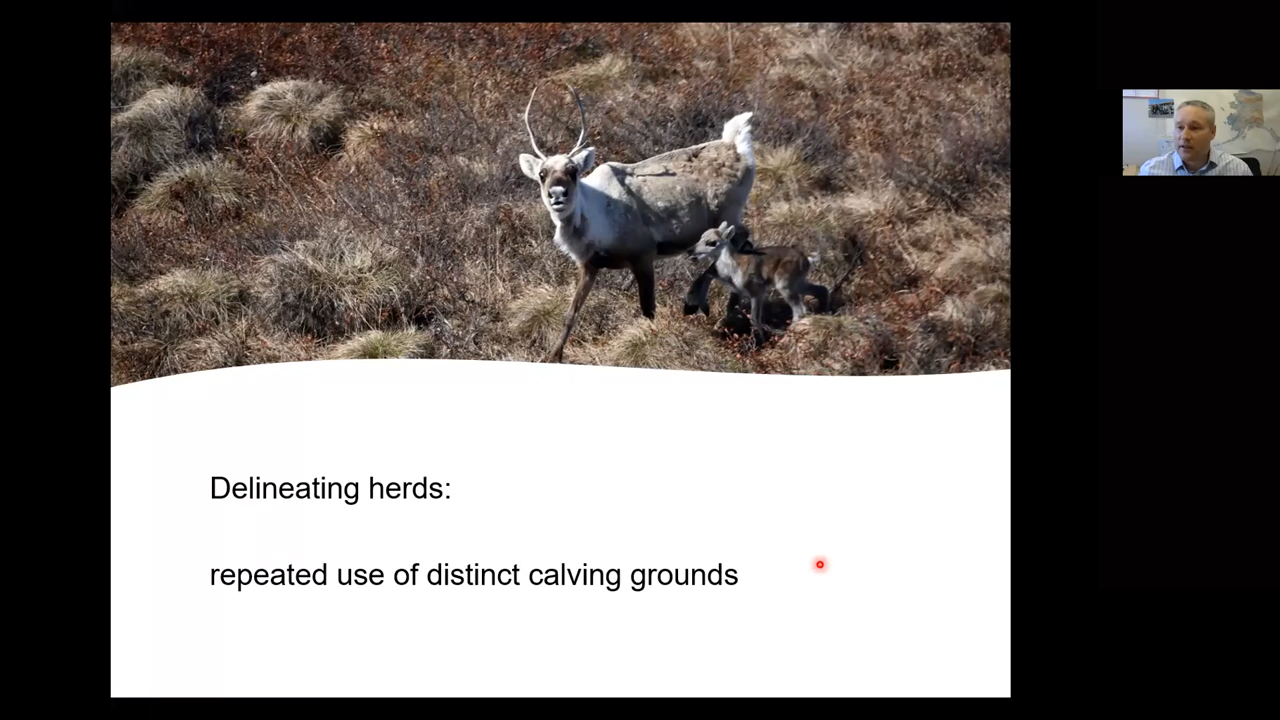 Delineating herds:
repeated use of distinct calving grounds